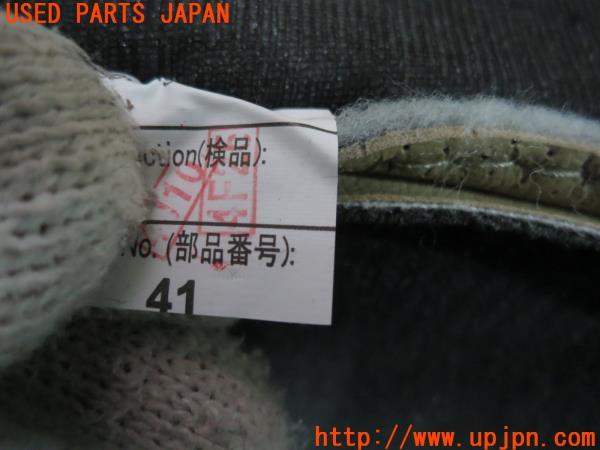 USED PARTS JAPAN
ction(検品):
No. (部品番号):
41
http://www.upjpn.com